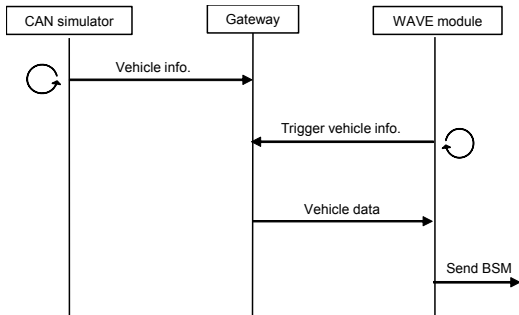 CAN simulator
Gateway
WAVE module
Vehicle info.
Trigger vehicle info.
Vehicle data
Send BSM